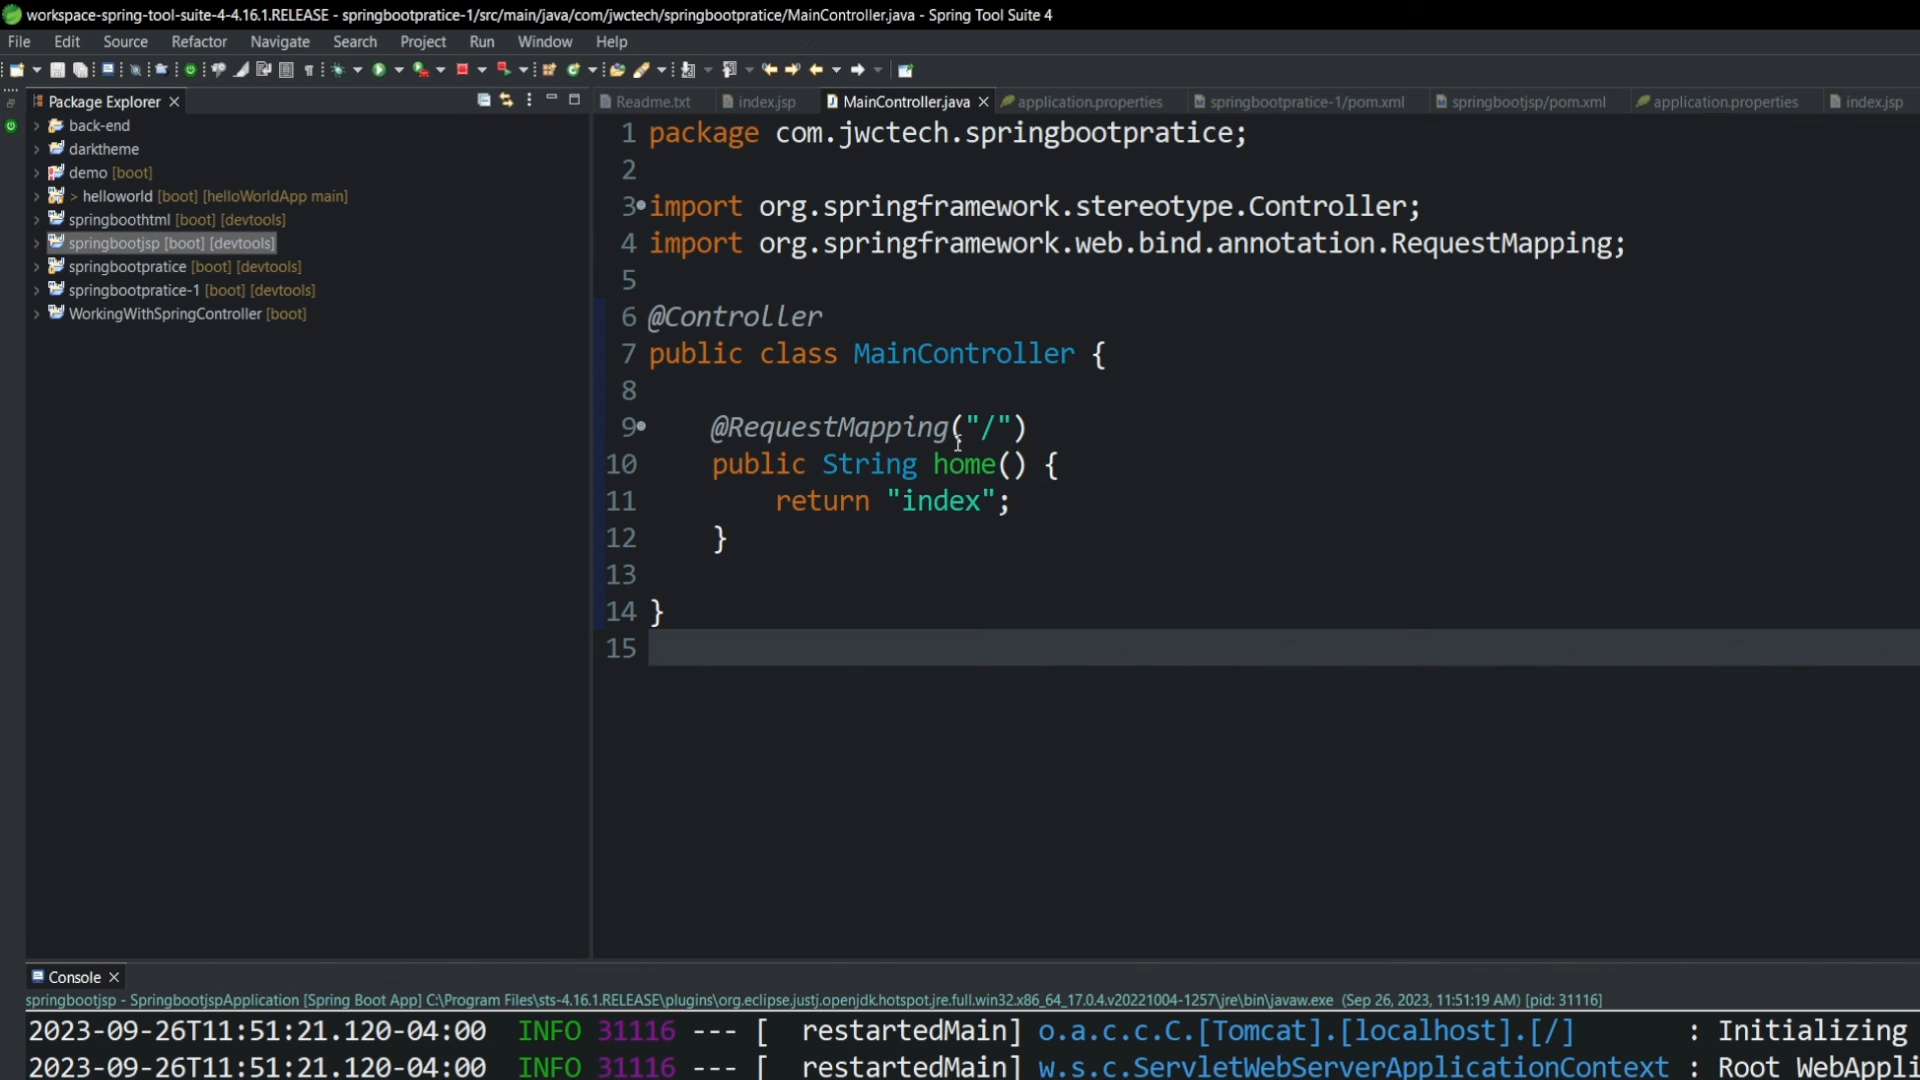 workspace-spring-tool-suite-4-4.16.1.RELEASE - springbootpratice-1/src/main/java/com/jwctech/springbootpratice/MainController.java - Spring Tool Suite 4
File Edit Source Refactor Navigate Search Project Run Window Help
Package Explorer
back-end
darktheme
demo [boot]
> helloworld [boot] [helloWorldApp main]
springboothtml [boot] [devtools]
springbootjsp [boot] [devtools]
springbootpratice [boot] [devtools]
springbootpratice-1 [boot] [devtools]
WorkingWithSpringController [boot]
Readme.txt index.jsp MainController.java application.properties springbootpratice-1/pom.xml springbootjsp/pom.xml application.properties index.jsp
1 package com.jwctech.springbootpratice;
2
3 import org.springframework.stereotype.Controller;
4 import org.springframework.web.bind.annotation.RequestMapping;
5
6 @Controller
7 public class MainController {
8
9 @RequestMapping("/")
10 public String home() {
11 return "index";
12 }
13
14 }
15
Console
springbootjsp - SpringbootjspApplication [Spring Boot App] C:\Program Files\sts-4.16.1.RELEASE\plugins\org.eclipse.justj.openjdk.hotspot.jre.full.win32.x86_64_17.0.4.v20221004-1257\jre\bin\javaw.exe (Sep 26, 2023, 11:51:19 AM) [pid: 31116]
2023-09-26T11:51:21.120-04:00 INFO 31116 --- [ restartedMain] o.a.c.c.C.[Tomcat].[localhost].[/] : Initializing
2023-09-26T11:51:21.120-04:00 INFO 31116 --- [ restartedMain] w.s.c.ServletWebServerApplicationContext : Root WebAppli